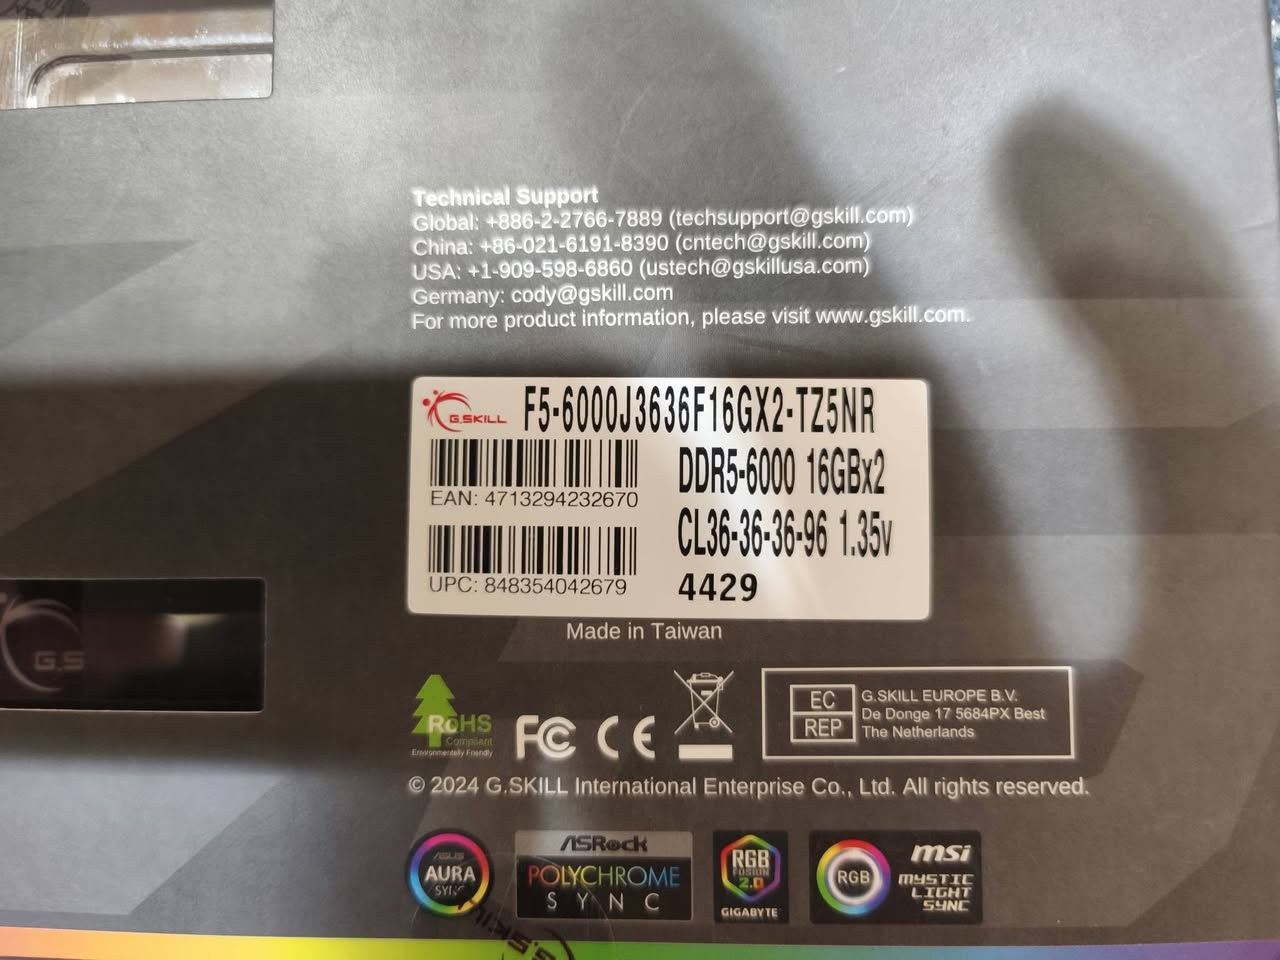 Technical Support
Global: +886-2-2766-7889 (techsupport@gskill.com)
China: +86-021-6191-8390 (cntech@gskill.com)
USA: +1-909-598-6860 (ustech@gskillusa.com)
Germany: cody@gskill.com
For more product information, please visit www.gskill.com.
G.SKILL F5-6000J3636F16GX2-TZ5NR
DDR5-6000 16GBx2
EAN: 4713294232670
CL36-36-36-96 1.35v
UPC: 848354042679
4429
Made in Taiwan
G.S
RoHS
Compliant
Environmentally Friendly
FC CE
EC
REP
G.SKILL EUROPE B.V.
De Donge 17 5684PX Best
The Netherlands
© 2024 G.SKILL International Enterprise Co., Ltd. All rights reserved.
ASUS
AURA
SYNC
ASRock
POLYCHROME
SYNC
RGB
FUSION
2.0
GIGABYTE
RGB
msi
MYSTIC
LIGHT
SYNC
G.SKILL
G.S